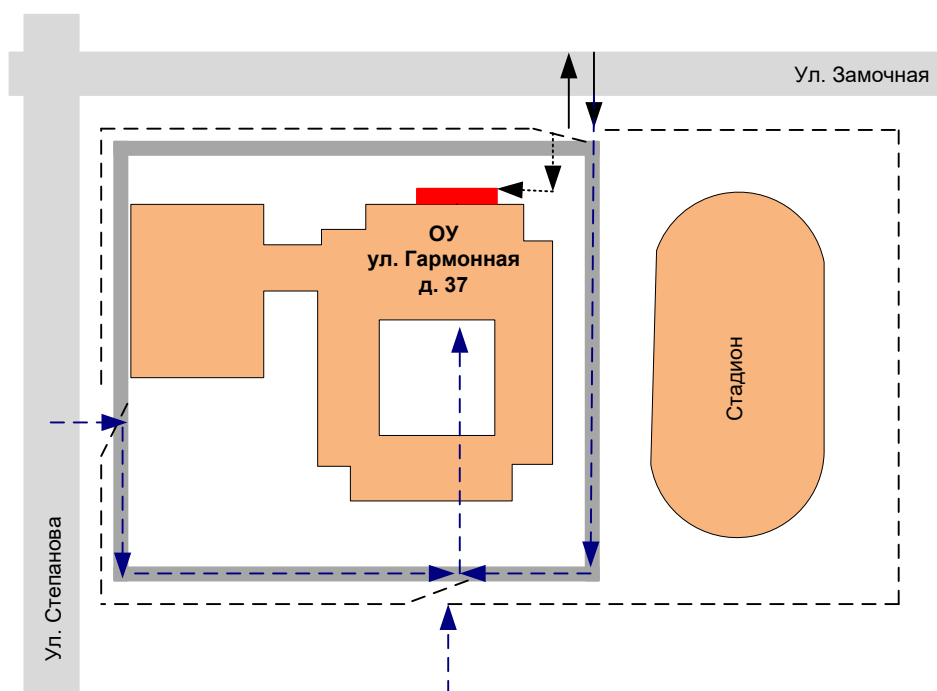 Ул. Замочная
ОУ
ул. Гармонная
д. 37
Стадион
Ул. Степанова